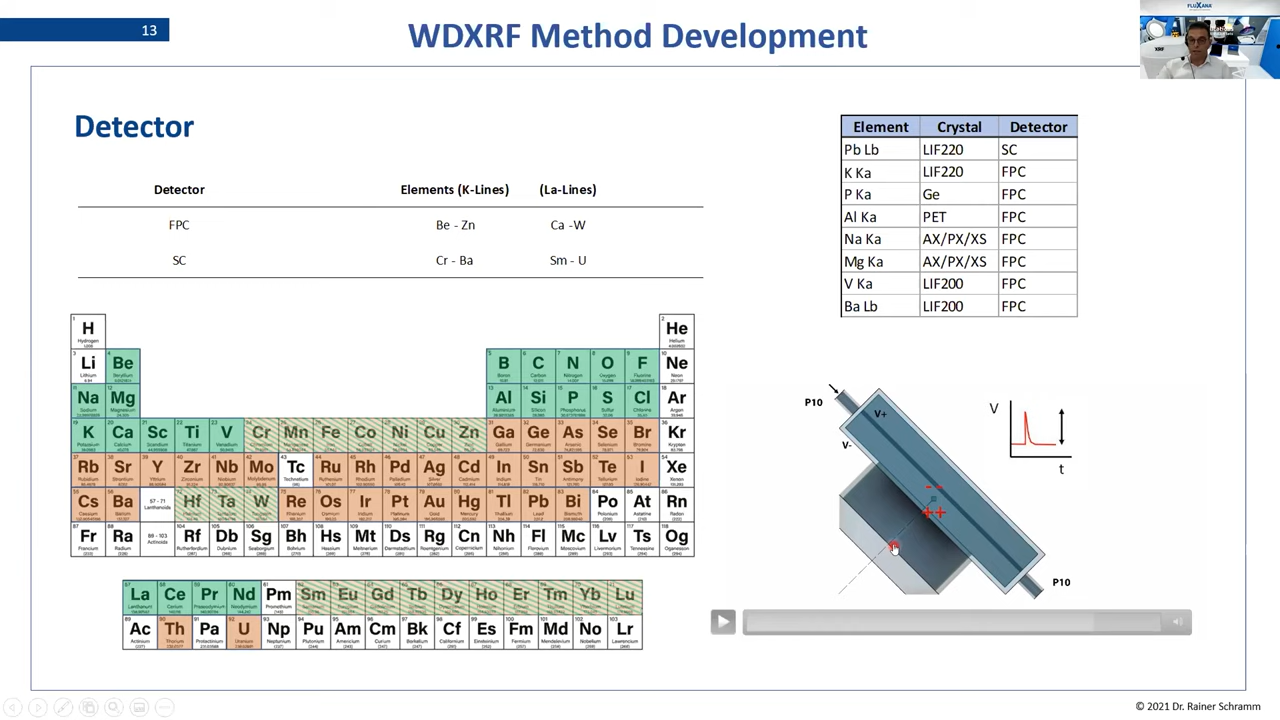 13
WDXRF Method Development
FLUXANA
XRF
Detector
Detector Elements (K-Lines) (La-Lines)
FPC Be - Zn Ca -W
SC Cr - Ba Sm - U
Element Crystal Detector
Pb Lb LIF220 SC
K Ka LIF220 FPC
P Ka Ge FPC
Al Ka PET FPC
Na Ka AX/PX/XS FPC
Mg Ka AX/PX/XS FPC
V Ka LIF200 FPC
Ba Lb LIF200 FPC
H He
Li Be B C N O F Ne
Na Mg Al Si P S Cl Ar
K Ca Sc Ti V Cr Mn Fe Co Ni Cu Zn Ga Ge As Se Br Kr
Rb Sr Y Zr Nb Mo Tc Ru Rh Pd Ag Cd In Sn Sb Te I Xe
Cs Ba 57 - 71 Lanthanoids Hf Ta W Re Os Ir Pt Au Hg Tl Pb Bi Po At Rn
Fr Ra 89 - 103 Actinoids Rf Db Sg Bh Hs Mt Ds Rg Cn Nh Fl Mc Lv Ts Og
La Ce Pr Nd Pm Sm Eu Gd Tb Dy Ho Er Tm Yb Lu
Ac Th Pa U Np Pu Am Cm Bk Cf Es Fm Md No Lr
P10
V+
V-
V
t
- -
++
P10
© 2021 Dr. Rainer Schramm